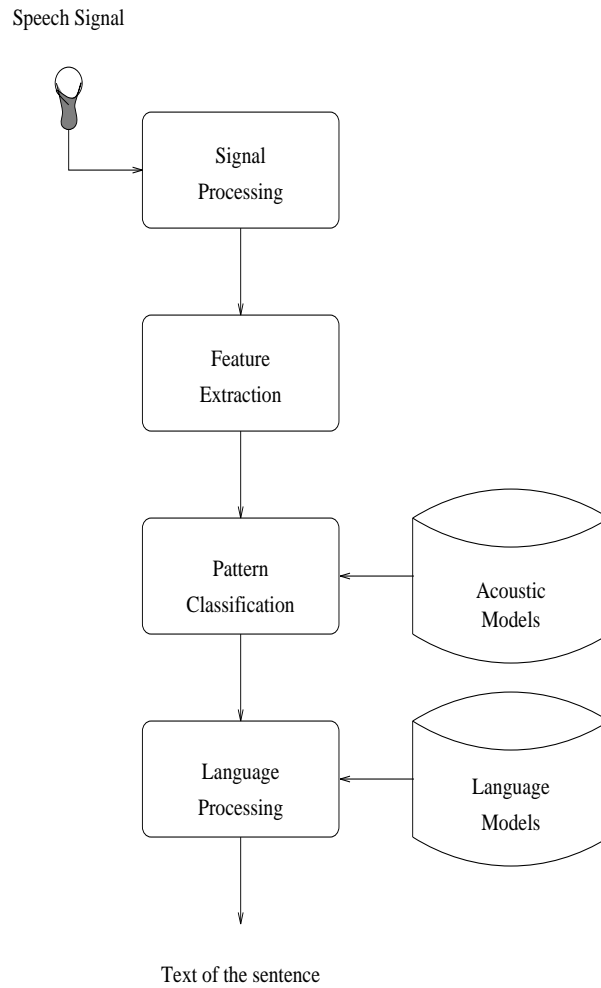 Speech Signal
Signal
Processing
Feature
Extraction
Pattern
Classification
Acoustic
Models
Language
Processing
Language
Models
Text of the sentence